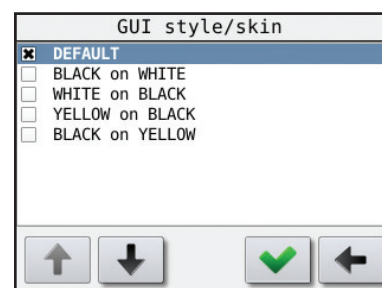 GUI style/skin
DEFAULT
BLACK on WHITE
WHITE on BLACK
YELLOW on BLACK
BLACK on YELLOW